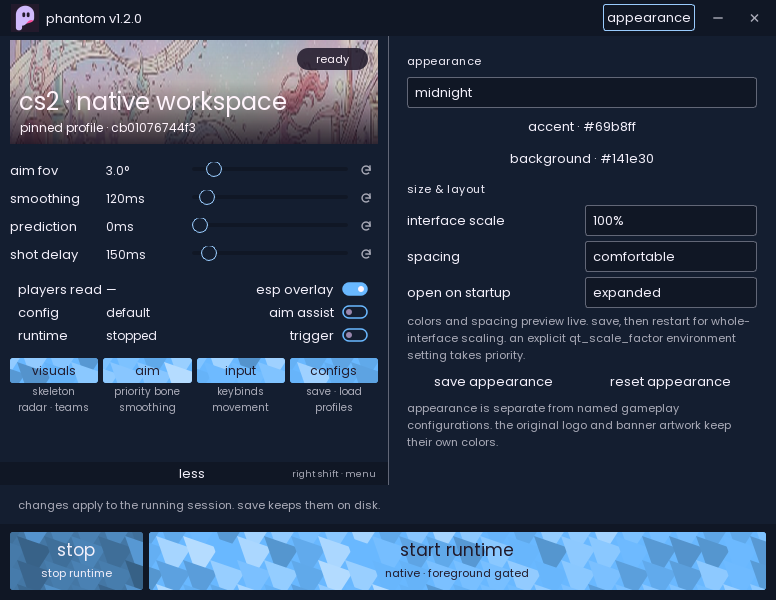 phantom v1.2.0
appearance
ready
cs2 · native workspace
pinned profile · cb01076744f3
aim fov 3.0°
smoothing 120ms
prediction 0ms
shot delay 150ms
players read — esp overlay
config default aim assist
runtime stopped trigger
visuals aim input configs
skeleton priority bone keybinds save · load
radar · teams smoothing movement profiles
less right shift · menu
appearance
midnight
accent · #69b8ff
background · #141e30
size & layout
interface scale 100%
spacing comfortable
open on startup expanded
colors and spacing preview live. save, then restart for whole-
interface scaling. an explicit qt_scale_factor environment
setting takes priority.
save appearance reset appearance
appearance is separate from named gameplay
configurations. the original logo and banner artwork keep
their own colors.
changes apply to the running session. save keeps them on disk.
stop start runtime
stop runtime native · foreground gated